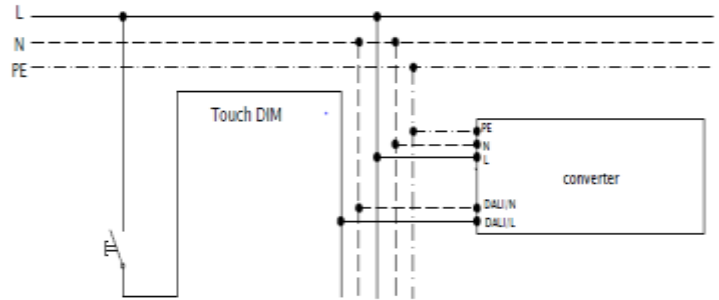 L
N
PE
Touch DIM
PE
N
L
converter
DALI/N
DALI/L